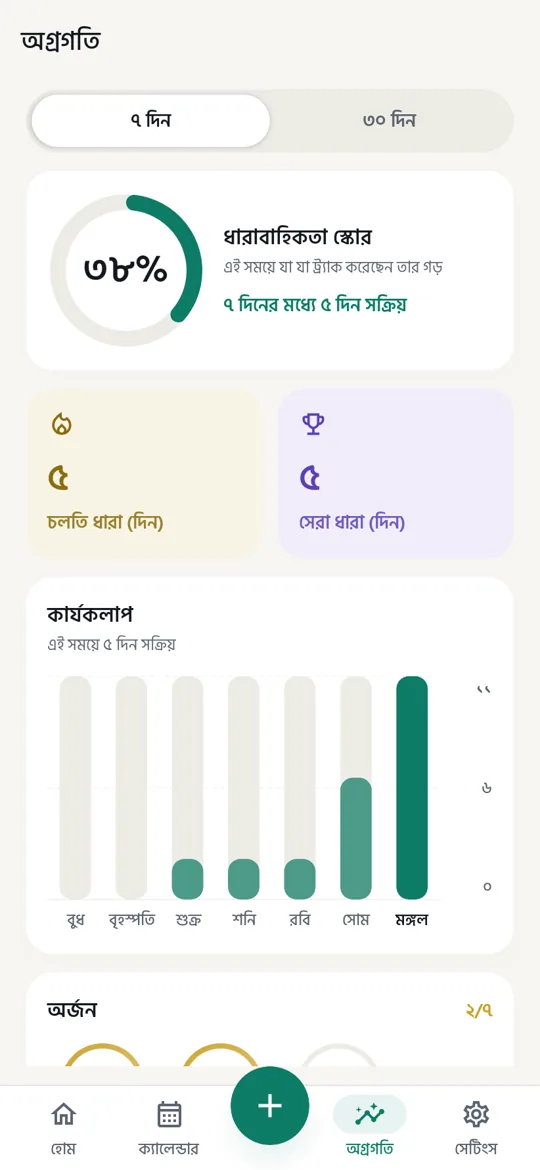 অগ্রগতি
৭ দিন
৩০ দিন
৩৮%
ধারাবাহিকতা স্কোর
এই সময়ে যা যা ট্র্যাক করেছেন তার গড়
৭ দিনের মধ্যে ৫ দিন সক্রিয়
৫
চলতি ধারা (দিন)
৫
সেরা ধারা (দিন)
কার্যকলাপ
এই সময়ে ৫ দিন সক্রিয়
১১
৬
০
বুধ বৃহস্পতি শুক্র শনি রবি সোম মঙ্গল
অর্জন
২/৭
হোম ক্যালেন্ডার অগ্রগতি সেটিংস